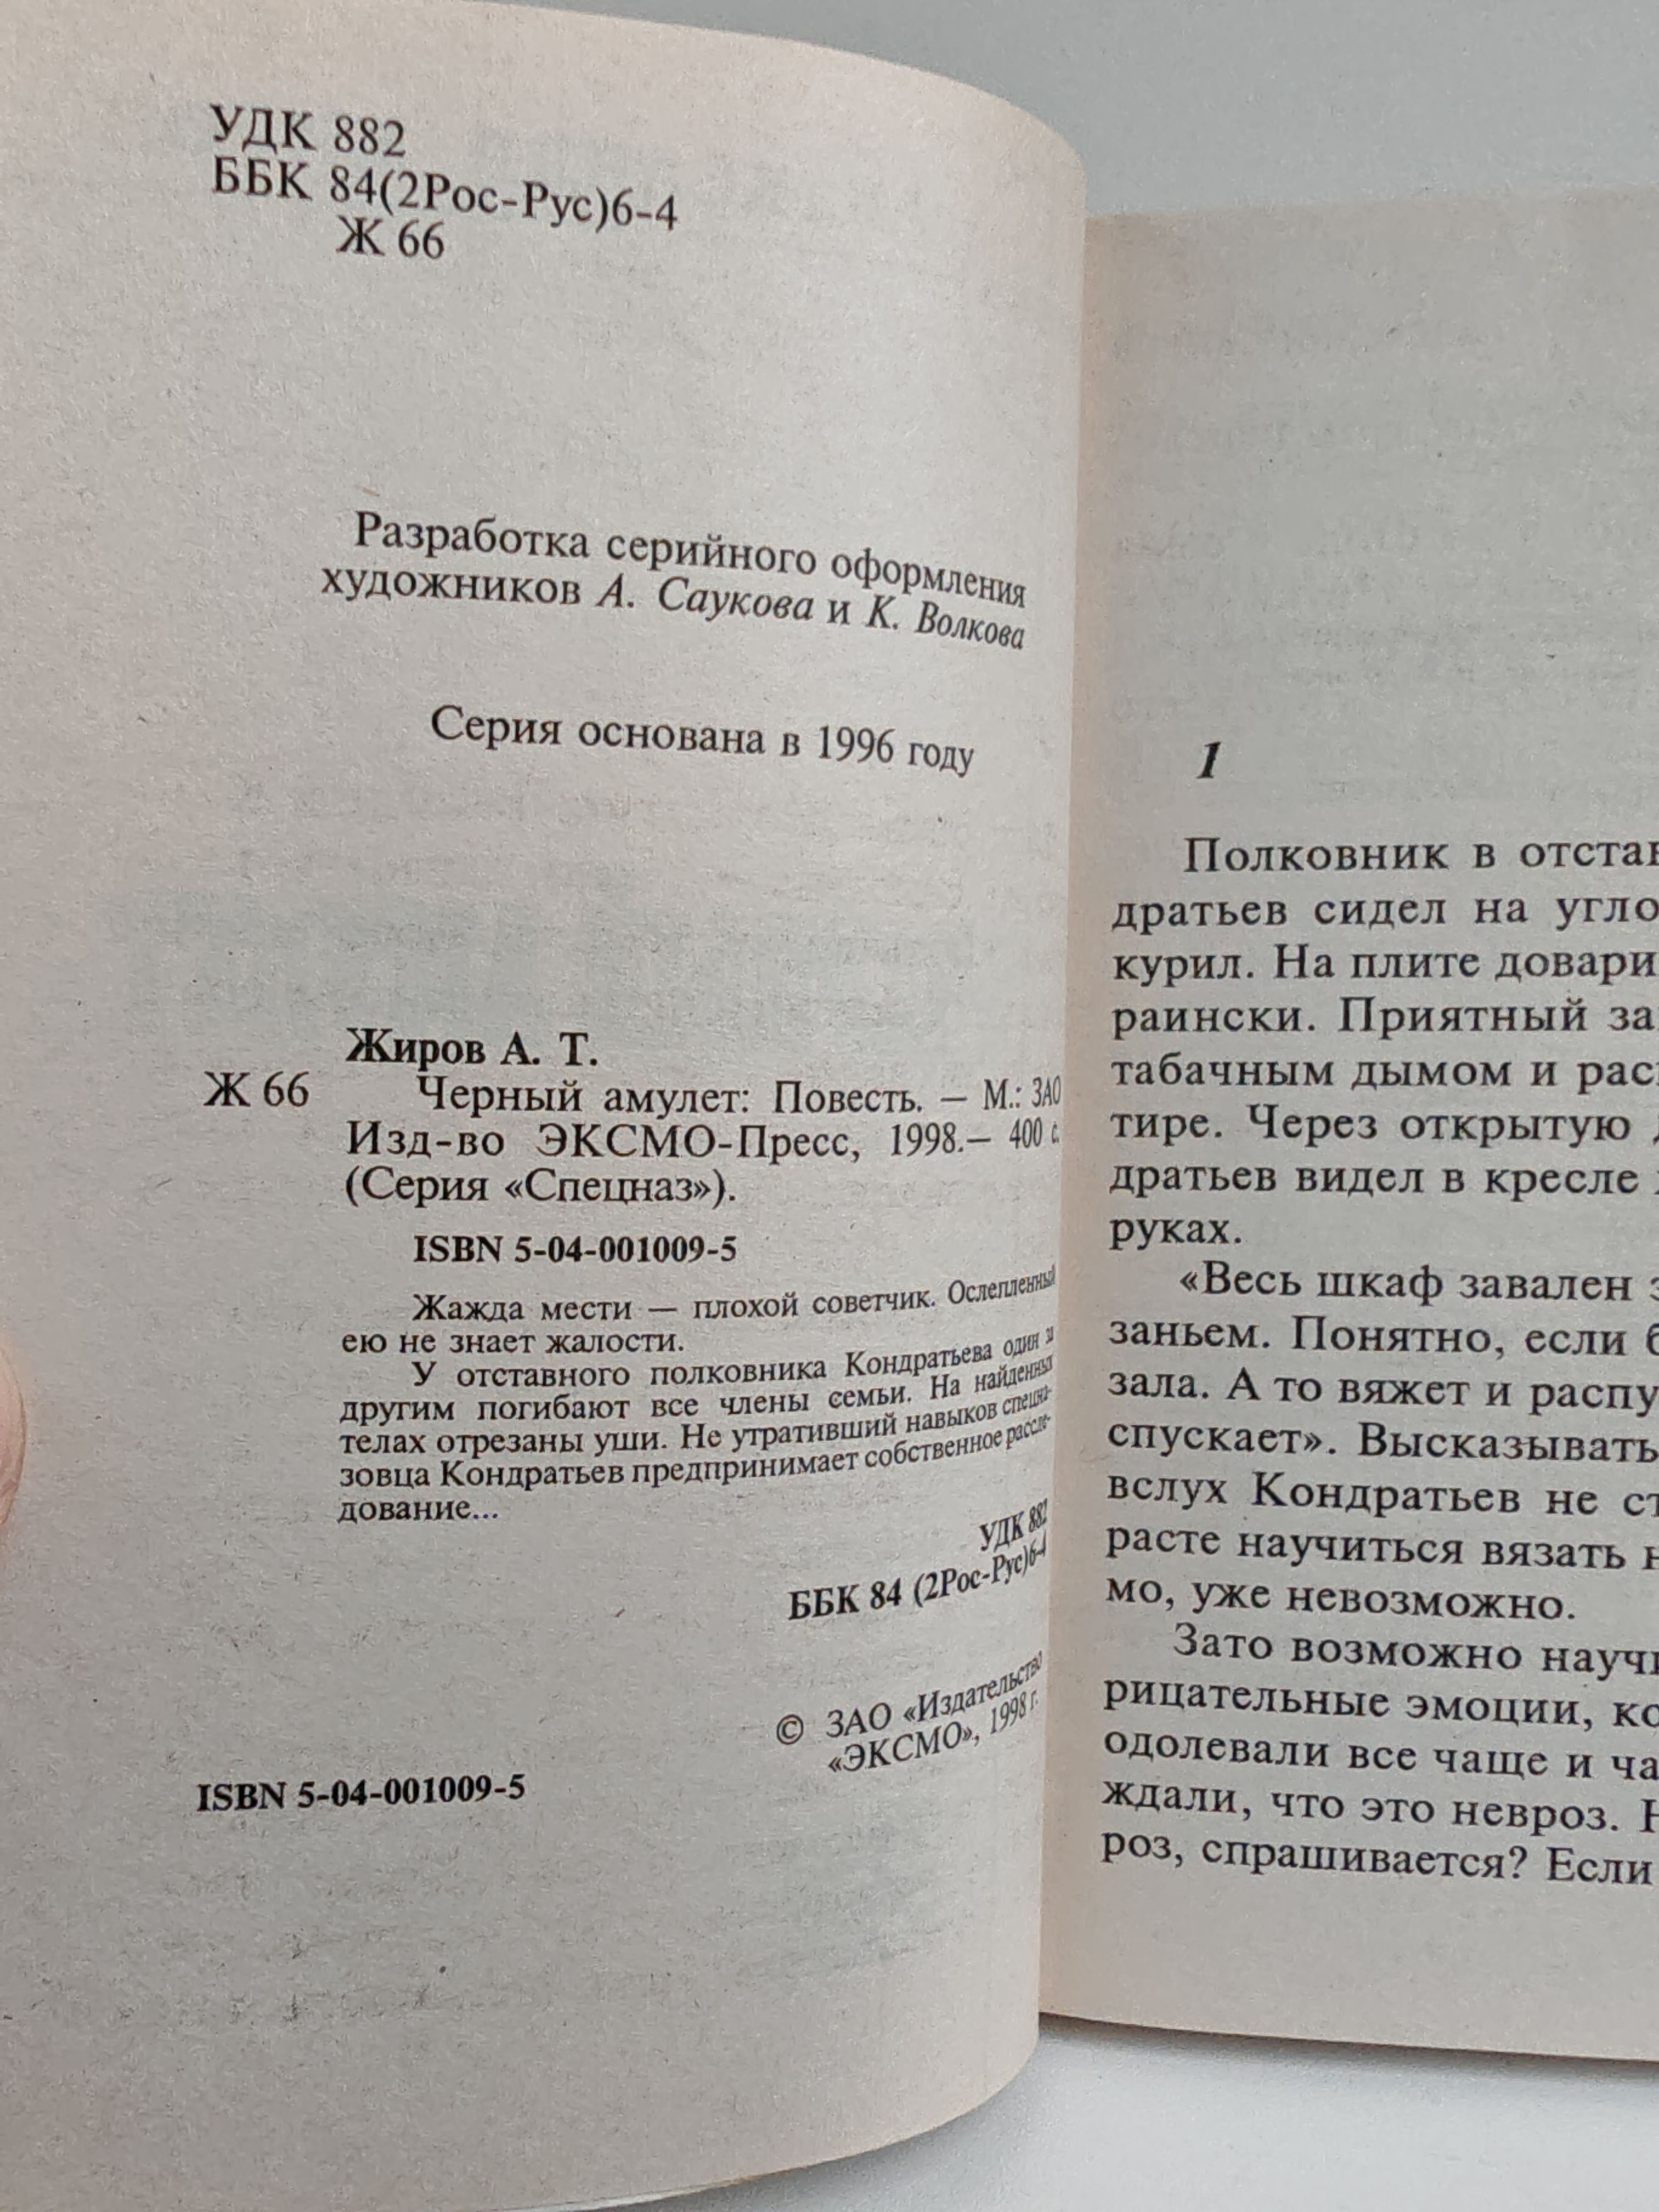 УДК 882
ББК 84(2Рос-Рус)6-4
Ж 66
Разработка серийного оформления
художников А. Саукова и К. Волкова
Серия основана в 1996 году
Жиров А. Т.
Ж 66
Черный амулет: Повесть. — М.: ЗАО
Изд-во ЭКСМО-Пресс, 1998.— 400 с.
(Серия «Спецназ»).
ISBN 5-04-001009-5
Жажда мести — плохой советчик. Ослепленный
ею не знает жалости.
У отставного полковника Кондратьева один за
другим погибают все члены семьи. На найденных
телах отрезаны уши. Не утративший навыков спецна-
зовца Кондратьев предпринимает собственное рассле-
дование...
УДК 882
ББК 84 (2Рос-Рус)6-4
© ЗАО «Издательство
«ЭКСМО», 1998 г.
ISBN 5-04-001009-5
1
Полковник в отстав
дратьев сидел на угло
курил. На плите довари
раински. Приятный за
табачным дымом и рас
тире. Через открытую
дратьев видел в кресле
руках.
«Весь шкаф завален
заньем. Понятно, если б
зала. А то вяжет и распу
спускает». Высказывать
вслух Кондратьев не ст
расте научиться вязать н
мо, уже невозможно.
Зато возможно научи
рицательные эмоции, ко
одолевали все чаще и ча
ждали, что это невроз. Н
роз, спрашивается? Если